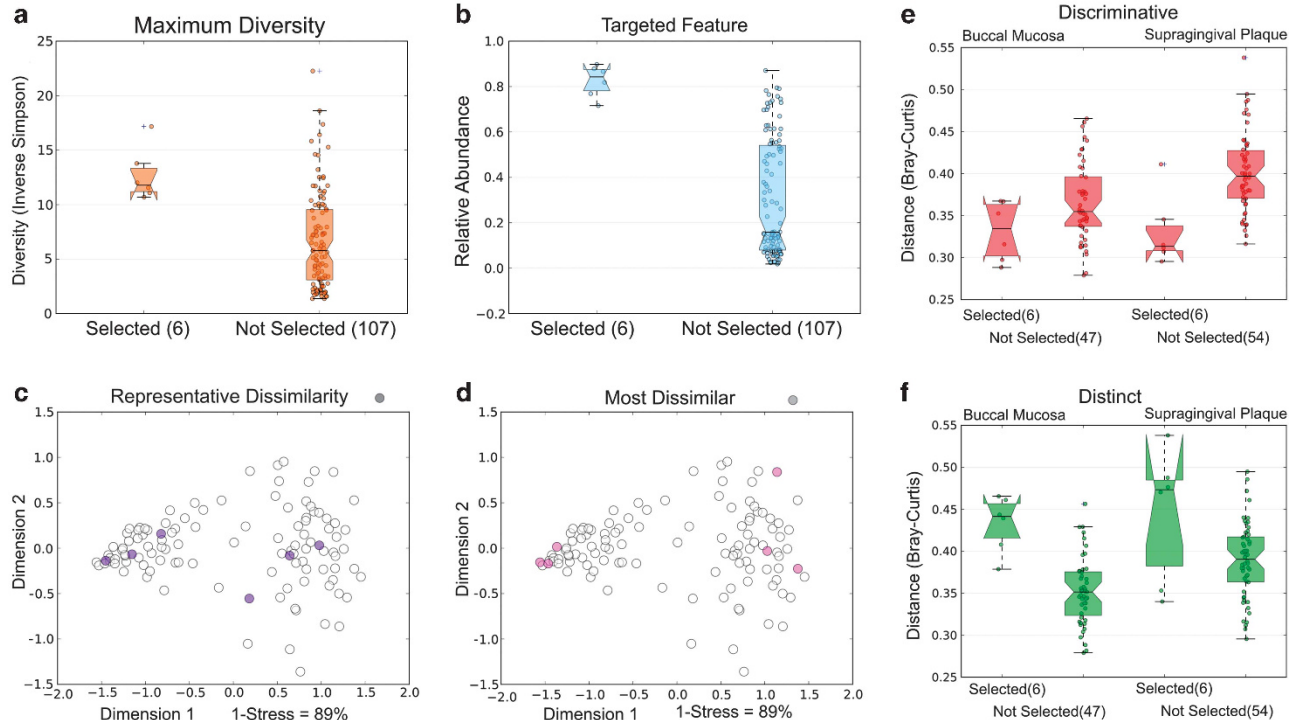 a
Maximum Diversity
25
20
15
10
5
0
Diversity (Inverse Simpson)
Selected (6)
Not Selected (107)
b
Targeted Feature
1.0
0.8
0.6
0.4
0.2
0.0
−0.2
Relative Abundance
Selected (6)
Not Selected (107)
e
Discriminative
Buccal Mucosa
Supragingival Plaque
0.55
0.50
0.45
0.40
0.35
0.30
0.25
Distance (Bray-Curtis)
Selected(6)
Selected(6)
Not Selected(47)
Not Selected(54)
c
Representative Dissimilarity
1.5
1.0
0.5
0.0
−0.5
−1.0
−1.5
Dimension 2
−2.0 −1.5 −1.0 −0.5 0.0 0.5 1.0 1.5 2.0
Dimension 1
1-Stress = 89%
d
Most Dissimilar
1.5
1.0
0.5
0.0
−0.5
−1.0
−1.5
Dimension 2
−2.0 −1.5 −1.0 −0.5 0.0 0.5 1.0 1.5 2.0
Dimension 1
1-Stress = 89%
f
Distinct
Buccal Mucosa
Supragingival Plaque
0.55
0.50
0.45
0.40
0.35
0.30
0.25
Distance (Bray-Curtis)
Selected(6)
Selected(6)
Not Selected(47)
Not Selected(54)